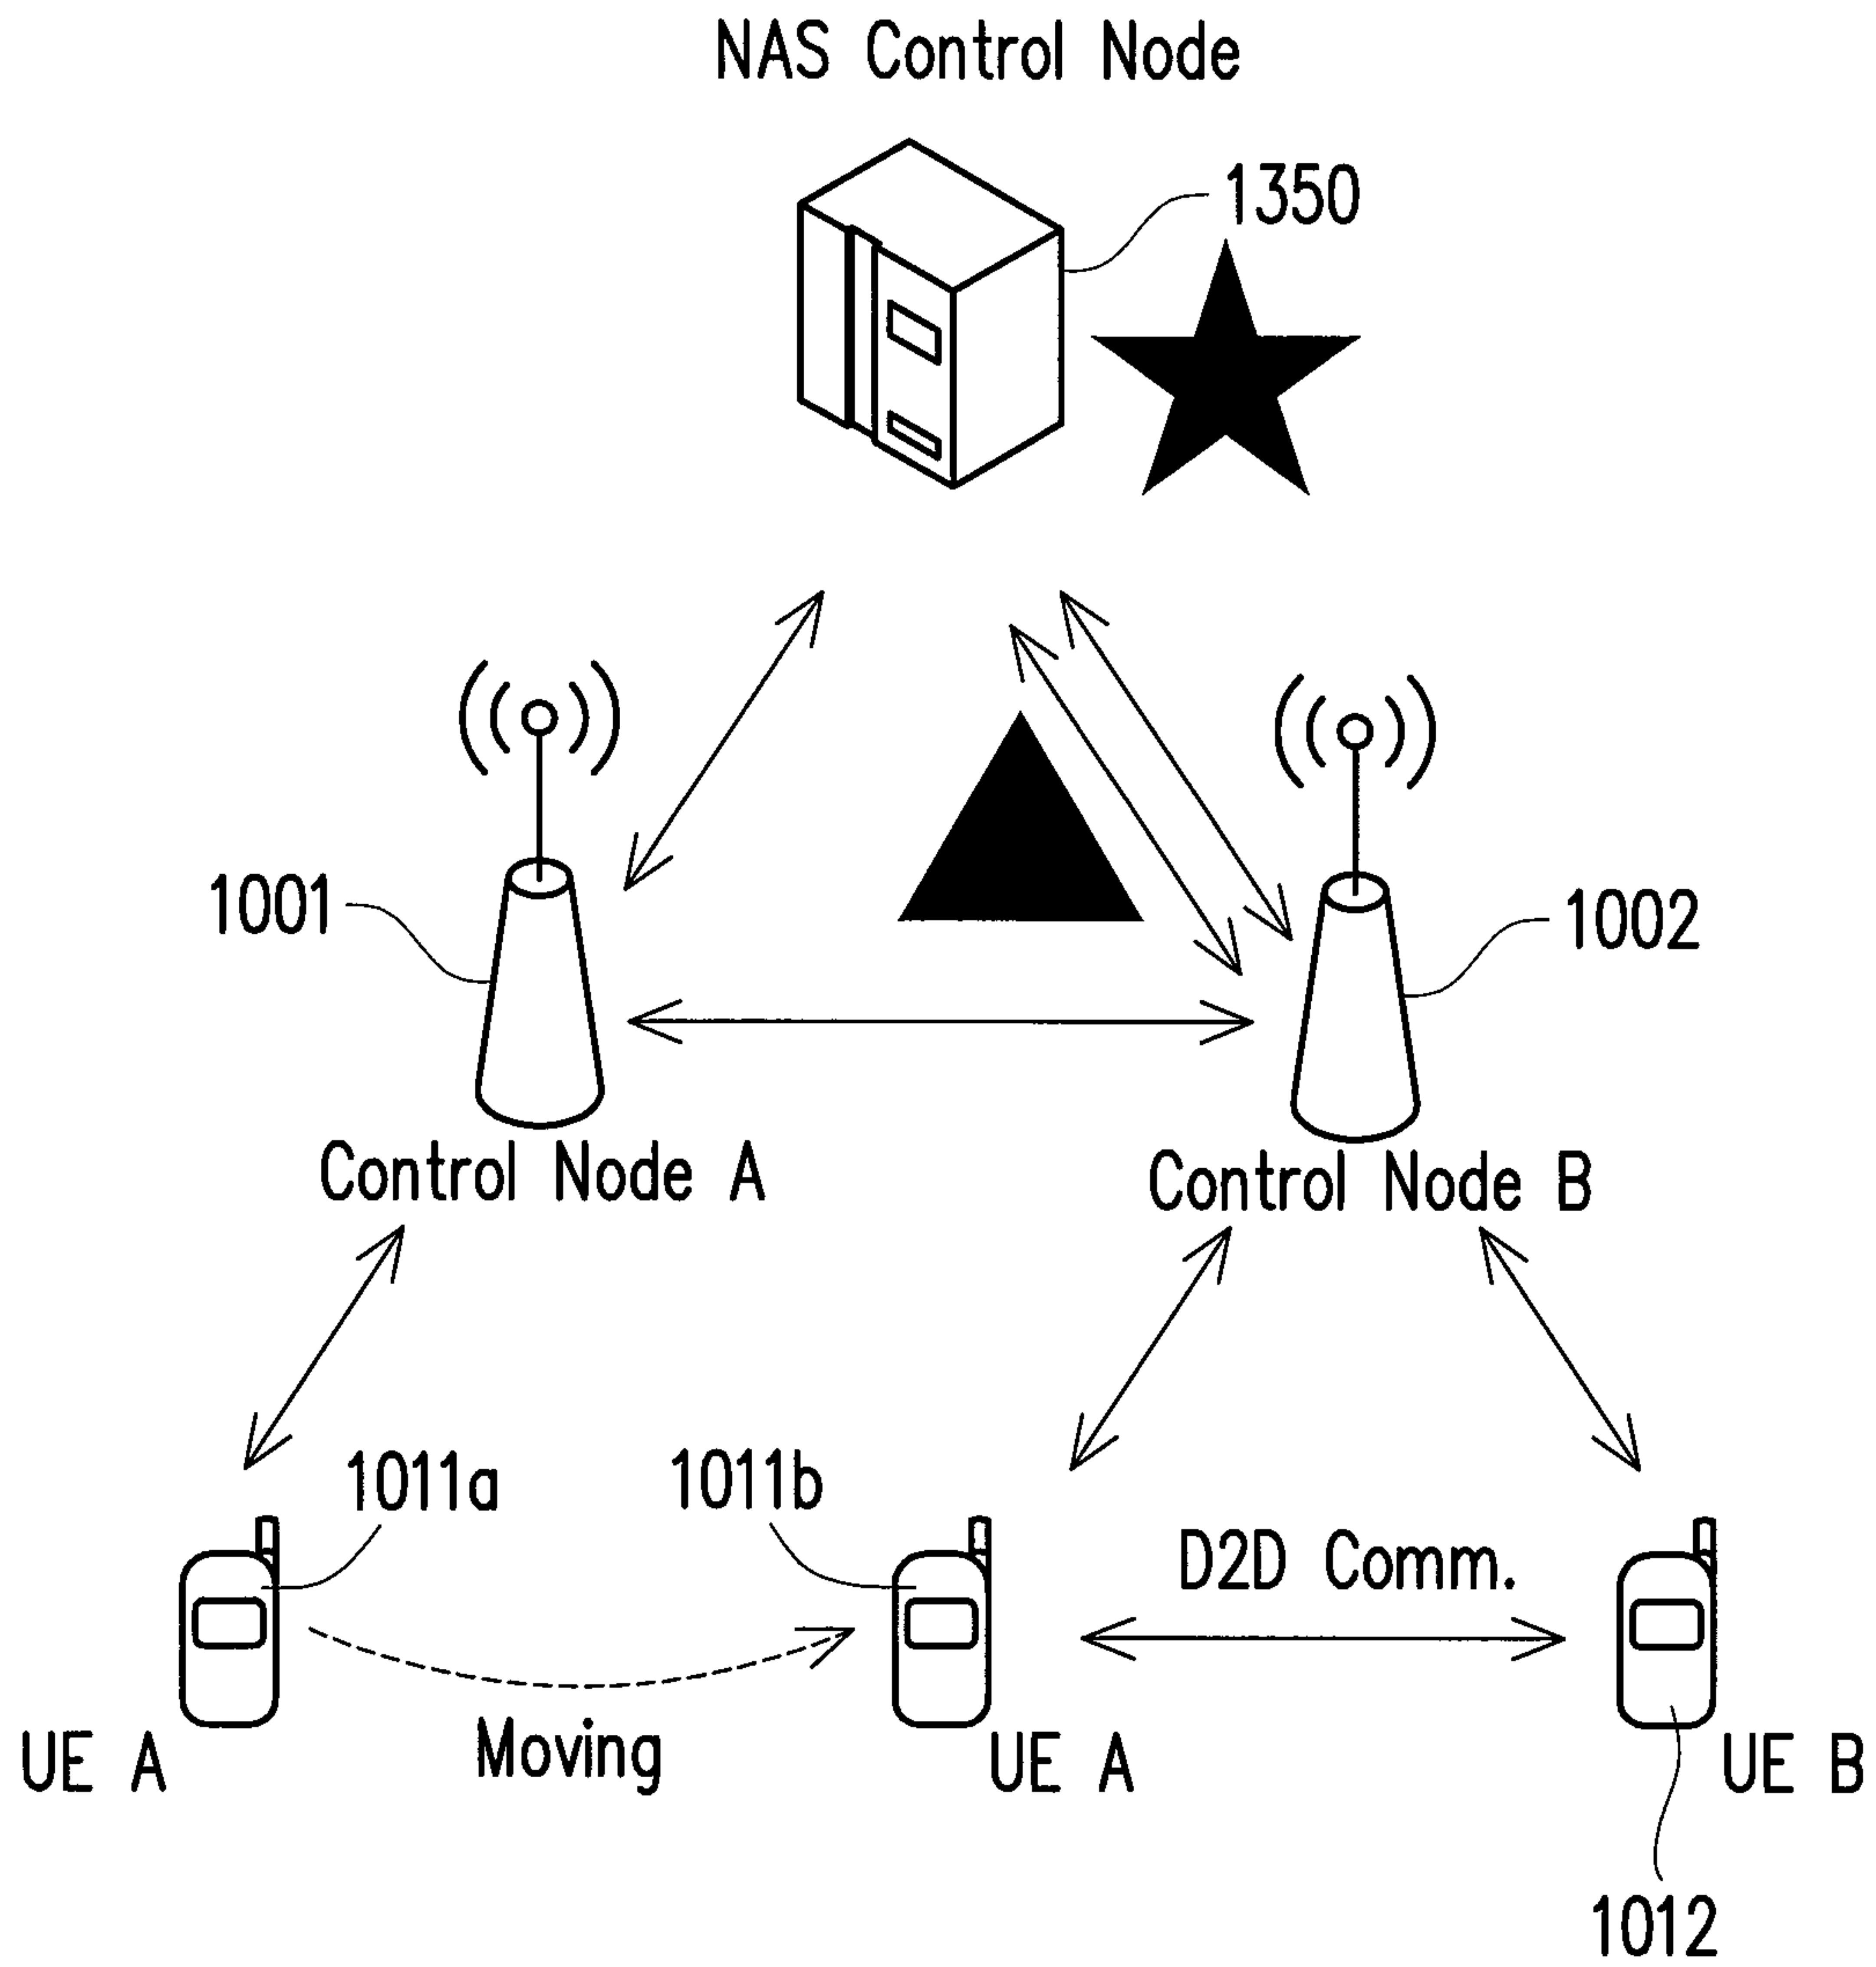 NAS Control Node
1350
1001
1002
Control Node A
Control Node B
1011a
1011b
D2D Comm.
Moving
UE A
UE A
UE B
1012